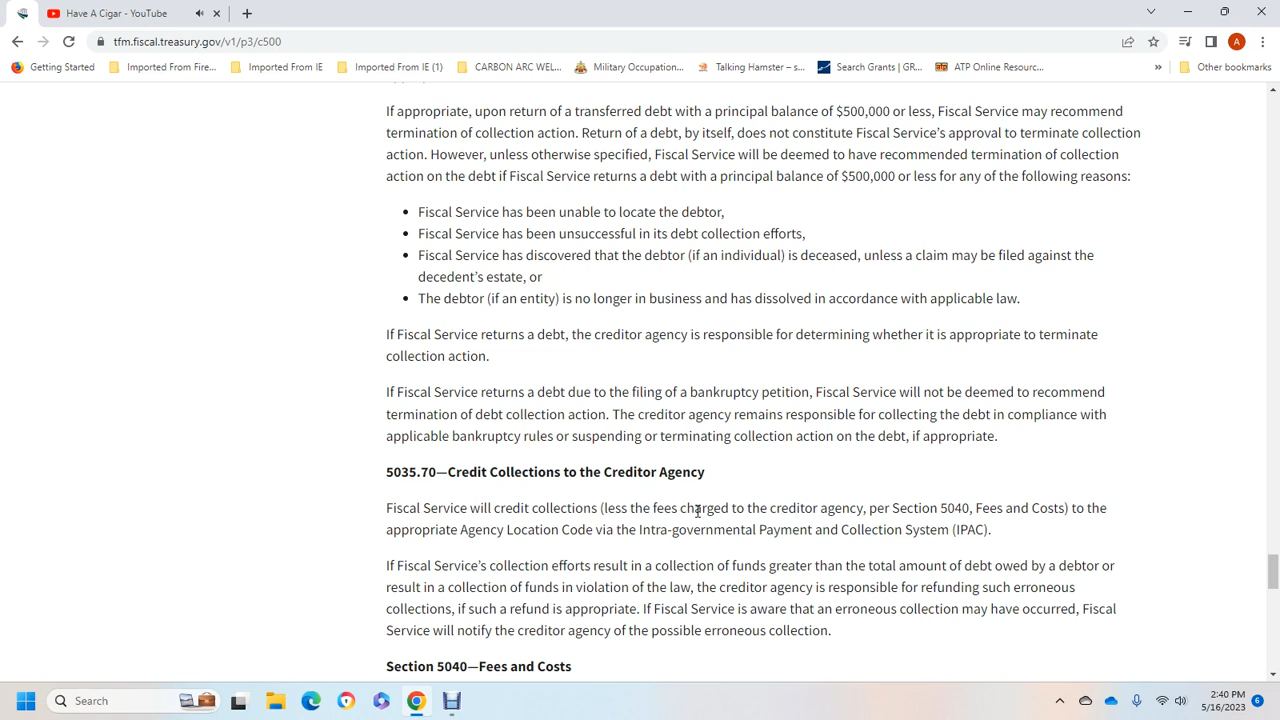 Have A Cigar - YouTube
tfm.fiscal.treasury.gov/v1/p3/c500
A
Getting Started
Imported From Fire...
Imported From IE
Imported From IE (1)
CARBON ARC WEL...
Military Occupation...
Talking Hamster – s...
Search Grants | GR...
ATP Online Resourc...
»
Other bookmarks
If appropriate, upon return of a transferred debt with a principal balance of $500,000 or less, Fiscal Service may recommend
termination of collection action. Return of a debt, by itself, does not constitute Fiscal Service's approval to terminate collection
action. However, unless otherwise specified, Fiscal Service will be deemed to have recommended termination of collection
action on the debt if Fiscal Service returns a debt with a principal balance of $500,000 or less for any of the following reasons:
• Fiscal Service has been unable to locate the debtor,
• Fiscal Service has been unsuccessful in its debt collection efforts,
• Fiscal Service has discovered that the debtor (if an individual) is deceased, unless a claim may be filed against the
decedent's estate, or
• The debtor (if an entity) is no longer in business and has dissolved in accordance with applicable law.
If Fiscal Service returns a debt, the creditor agency is responsible for determining whether it is appropriate to terminate
collection action.
If Fiscal Service returns a debt due to the filing of a bankruptcy petition, Fiscal Service will not be deemed to recommend
termination of debt collection action. The creditor agency remains responsible for collecting the debt in compliance with
applicable bankruptcy rules or suspending or terminating collection action on the debt, if appropriate.
5035.70—Credit Collections to the Creditor Agency
Fiscal Service will credit collections (less the fees charged to the creditor agency, per Section 5040, Fees and Costs) to the
appropriate Agency Location Code via the Intra-governmental Payment and Collection System (IPAC).
If Fiscal Service's collection efforts result in a collection of funds greater than the total amount of debt owed by a debtor or
result in a collection of funds in violation of the law, the creditor agency is responsible for refunding such erroneous
collections, if such a refund is appropriate. If Fiscal Service is aware that an erroneous collection may have occurred, Fiscal
Service will notify the creditor agency of the possible erroneous collection.
Section 5040—Fees and Costs
Search
2:40 PM
5/16/2023
6